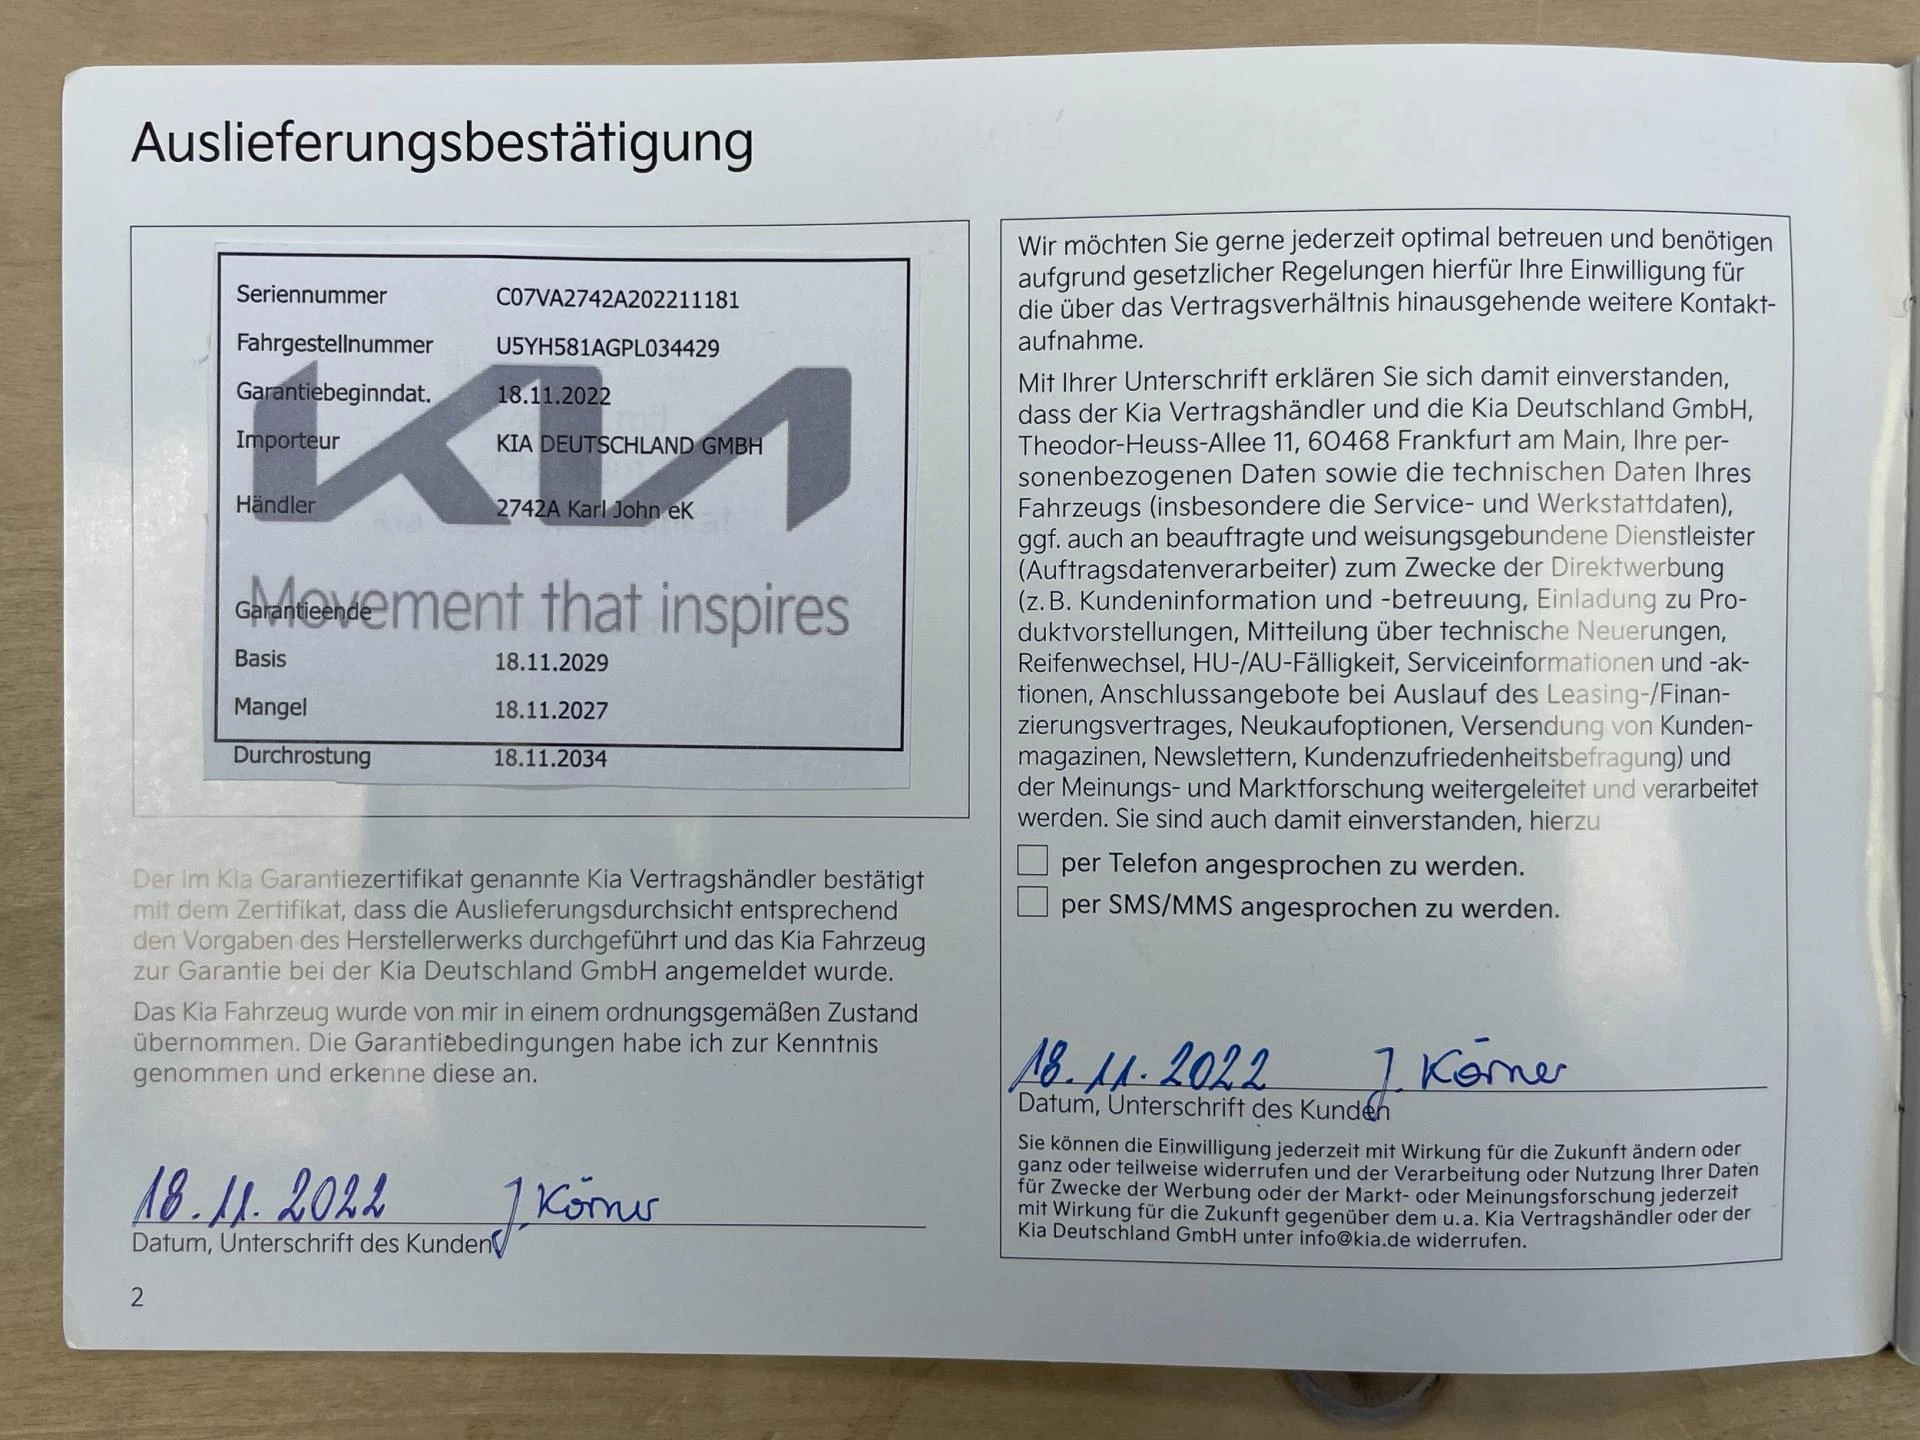 Auslieferungsbestätigung
Seriennummer C07VA2742A202211181
Fahrgestellnummer U5YH581AGPL034429
Garantiebeginndat. 18.11.2022
Importeur KIA DEUTSCHLAND GMBH
Händler 2742A Karl John eK
KIA
Movement that inspires
Garantieende
Basis 18.11.2029
Mangel 18.11.2027
Durchrostung 18.11.2034
Der im Kia Garantiezertifikat genannte Kia Vertragshändler bestätigt
mit dem Zertifikat, dass die Auslieferungsdurchsicht entsprechend
den Vorgaben des Herstellerwerks durchgeführt und das Kia Fahrzeug
zur Garantie bei der Kia Deutschland GmbH angemeldet wurde.
Das Kia Fahrzeug wurde von mir in einem ordnungsgemäßen Zustand
übernommen. Die Garantiebedingungen habe ich zur Kenntnis
genommen und erkenne diese an.
18.11.2022 J. Körner
Datum, Unterschrift des Kunden
2
Wir möchten Sie gerne jederzeit optimal betreuen und benötigen
aufgrund gesetzlicher Regelungen hierfür Ihre Einwilligung für
die über das Vertragsverhältnis hinausgehende weitere Kontakt-
aufnahme.
Mit Ihrer Unterschrift erklären Sie sich damit einverstanden,
dass der Kia Vertragshändler und die Kia Deutschland GmbH,
Theodor-Heuss-Allee 11, 60468 Frankfurt am Main, Ihre per-
sonenbezogenen Daten sowie die technischen Daten Ihres
Fahrzeugs (insbesondere die Service- und Werkstattdaten),
ggf. auch an beauftragte und weisungsgebundene Dienstleister
(Auftragsdatenverarbeiter) zum Zwecke der Direktwerbung
(z.B. Kundeninformation und -betreuung, Einladung zu Pro-
duktvorstellungen, Mitteilung über technische Neuerungen,
Reifenwechsel, HU-/AU-Fälligkeit, Serviceinformationen und -ak-
tionen, Anschlussangebote bei Auslauf des Leasing-/Finan-
zierungsvertrages, Neukaufoptionen, Versendung von Kunden-
magazinen, Newslettern, Kundenzufriedenheitsbefragung) und
der Meinungs- und Marktforschung weitergeleitet und verarbeitet
werden. Sie sind auch damit einverstanden, hierzu
per Telefon angesprochen zu werden.
per SMS/MMS angesprochen zu werden.
18.11.2022 J. Körner
Datum, Unterschrift des Kunden
Sie können die Einwilligung jederzeit mit Wirkung für die Zukunft ändern oder
ganz oder teilweise widerrufen und der Verarbeitung oder Nutzung Ihrer Daten
für Zwecke der Werbung oder der Markt- oder Meinungsforschung jederzeit
mit Wirkung für die Zukunft gegenüber dem u.a. Kia Vertragshändler oder der
Kia Deutschland GmbH unter info@kia.de widerrufen.